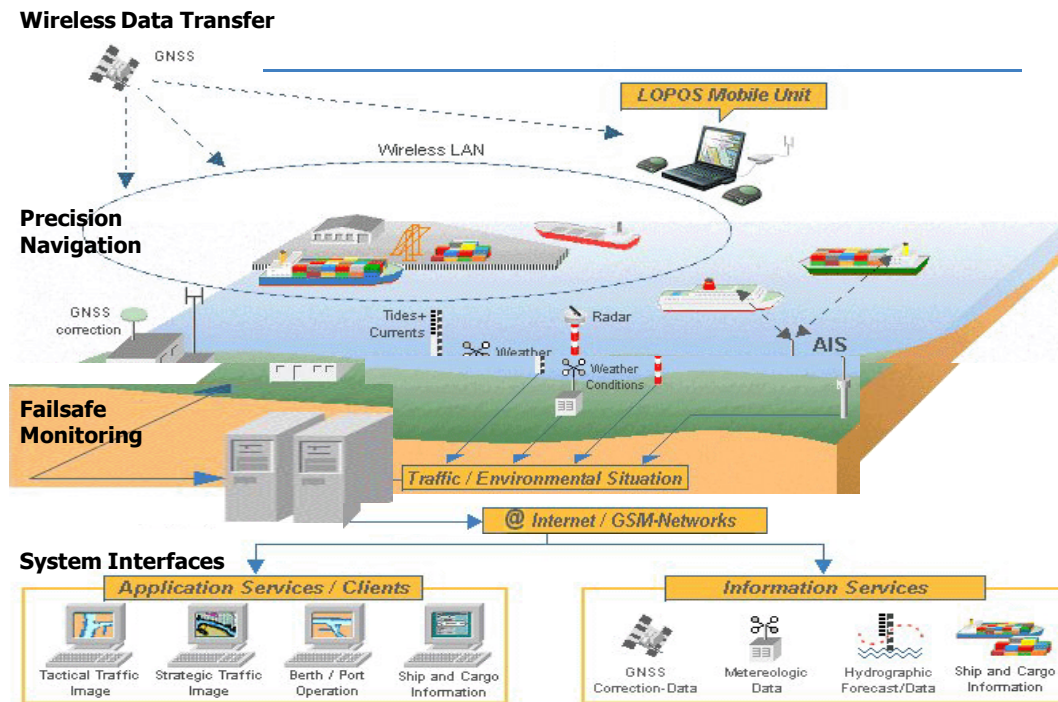 Wireless Data Transfer
GNSS
LOPOS Mobile Unit
Wireless LAN
Precision
Navigation
GNSS
correction
Tides+
Currents
Radar
Weather
AIS
Weather
Conditions
Failsafe
Monitoring
Traffic / Environmental Situation
@ Internet / GSM-Networks
System Interfaces
Application Services / Clients
Information Services
Tactical Traffic
Image
Strategic Traffic
Image
Berth / Port
Operation
Ship and Cargo
Information
GNSS
Correction-Data
Metereologic
Data
Hydrographic
Forecast/Data
Ship and Cargo
Information